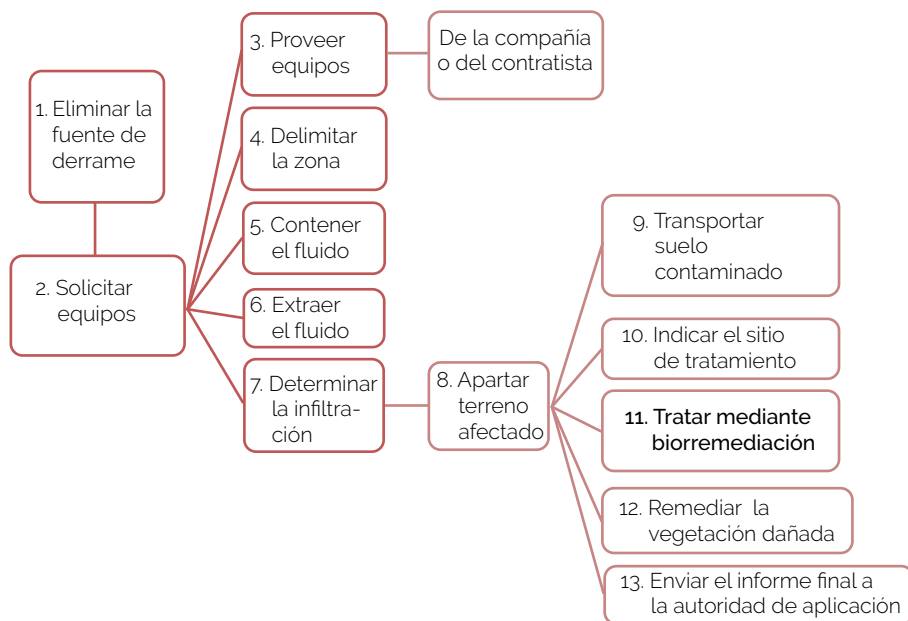 1. Eliminar la
fuente de
derrame
2. Solicitar
equipos
3. Proveer
equipos
De la compañía
o del contratista
4. Delimitar
la zona
5. Contener
el fluido
6. Extraer
el fluido
7. Determinar
la infiltra-
ción
8. Apartar
terreno
afectado
9. Transportar
suelo
contaminado
10. Indicar el sitio
de tratamiento
11. Tratar mediante
biorremediación
12. Remediar la
vegetación dañada
13. Enviar el informe final a
la autoridad de aplicación